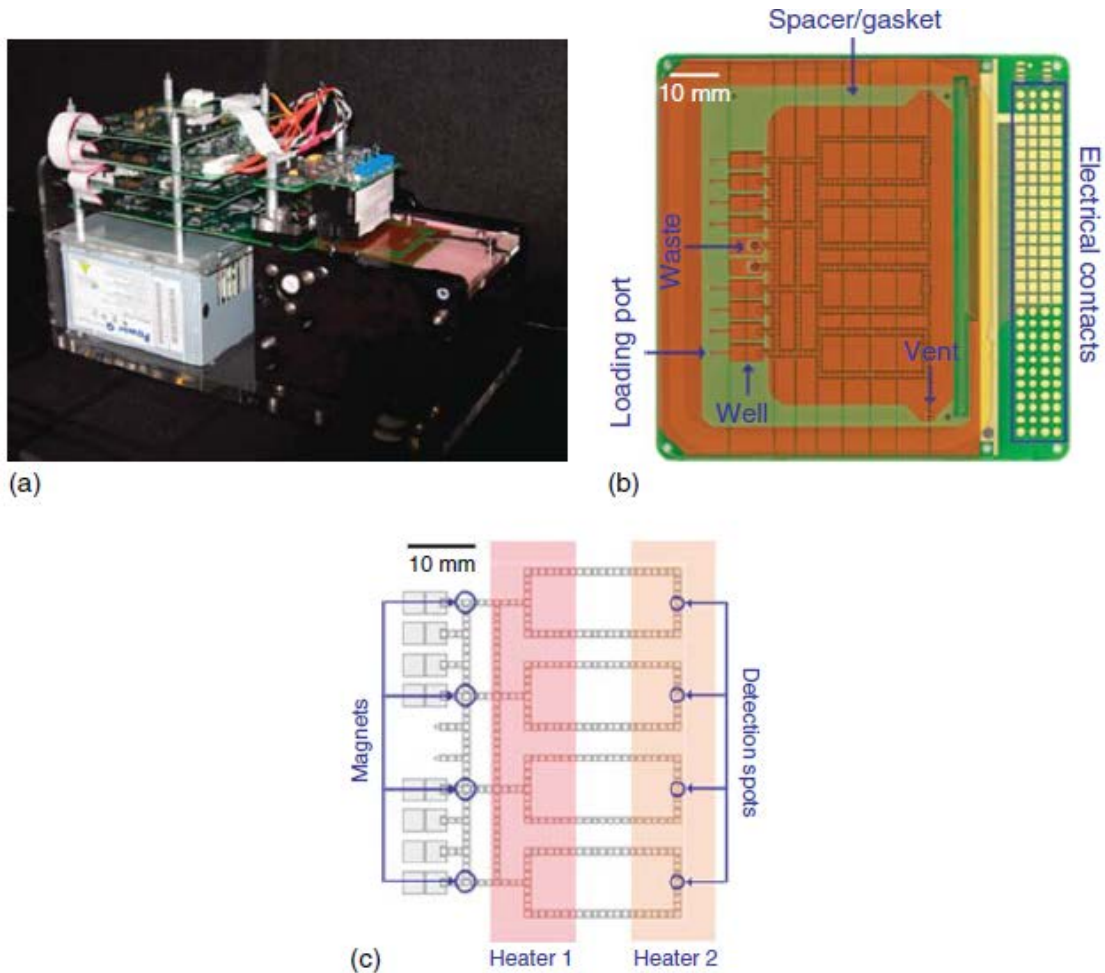 Spacer/gasket
10 mm
Waste
Loading port
Well
Vent
Electrical contacts
Power
(a)
(b)
10 mm
Magnets
Detection spots
Heater 1
Heater 2
(c)